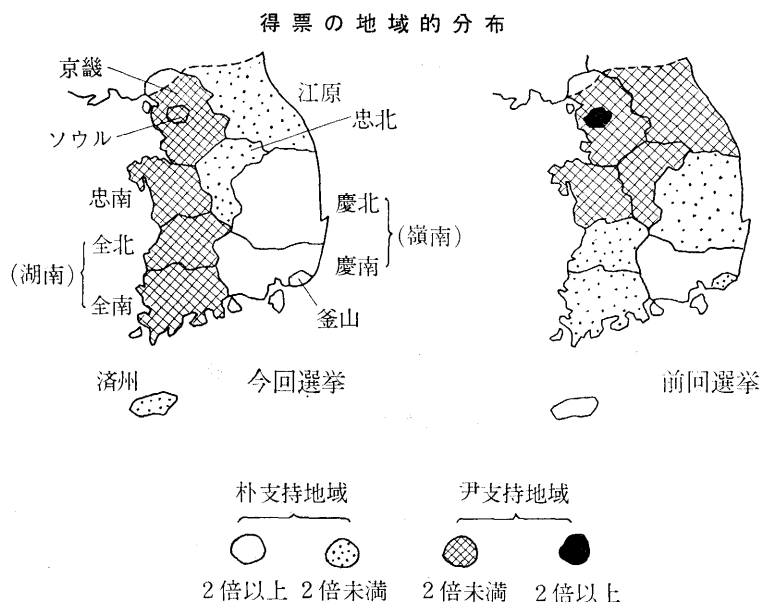 得票の地域的分布
京畿
ソウル
忠南
全北
(湖南)
全南
江原
忠北
慶北
(嶺南)
慶南
釜山
済州
今回選挙
前回選挙
朴支持地域
尹支持地域
2倍以上 2倍未満 2倍未満 2倍以上